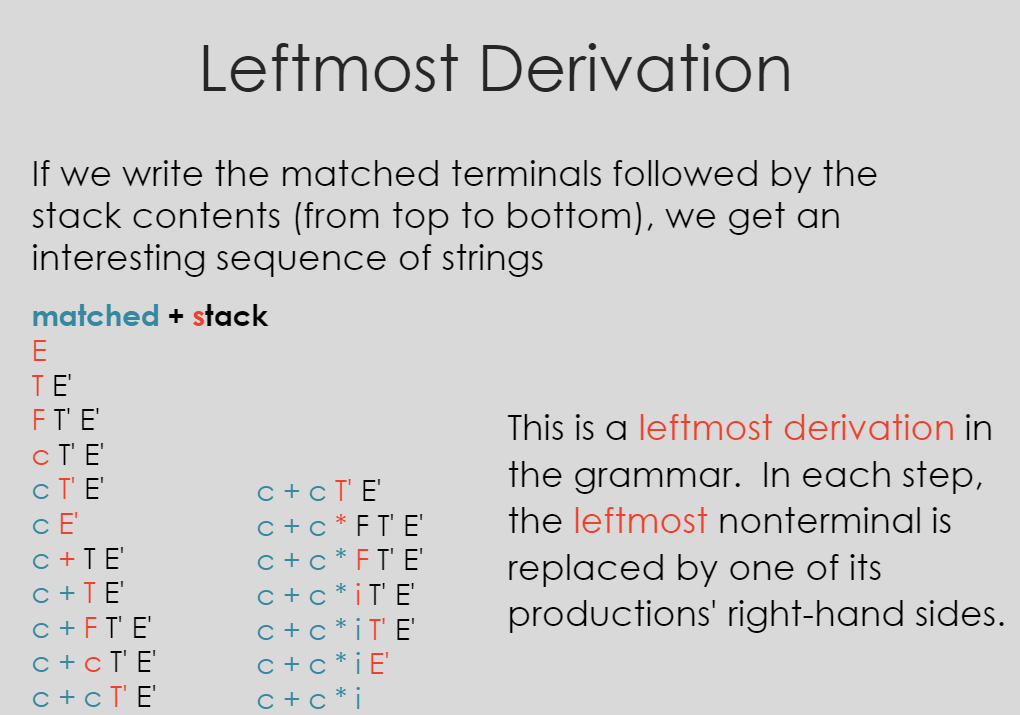 Leftmost Derivation
If we write the matched terminals followed by the
stack contents (from top to bottom), we get an
interesting sequence of strings
matched + stack
E
T E'
F T' E'
c T' E'
c T' E'
c E'
c + T E'
c + T E'
c + F T' E'
c + c T' E'
c + c T' E'
c + c T' E'
c + c * F T' E'
c + c * F T' E'
c + c * i T' E'
c + c * i T' E'
c + c * i E'
c + c * i
This is a leftmost derivation in
the grammar.  In each step,
the leftmost nonterminal is
replaced by one of its
productions' right-hand sides.